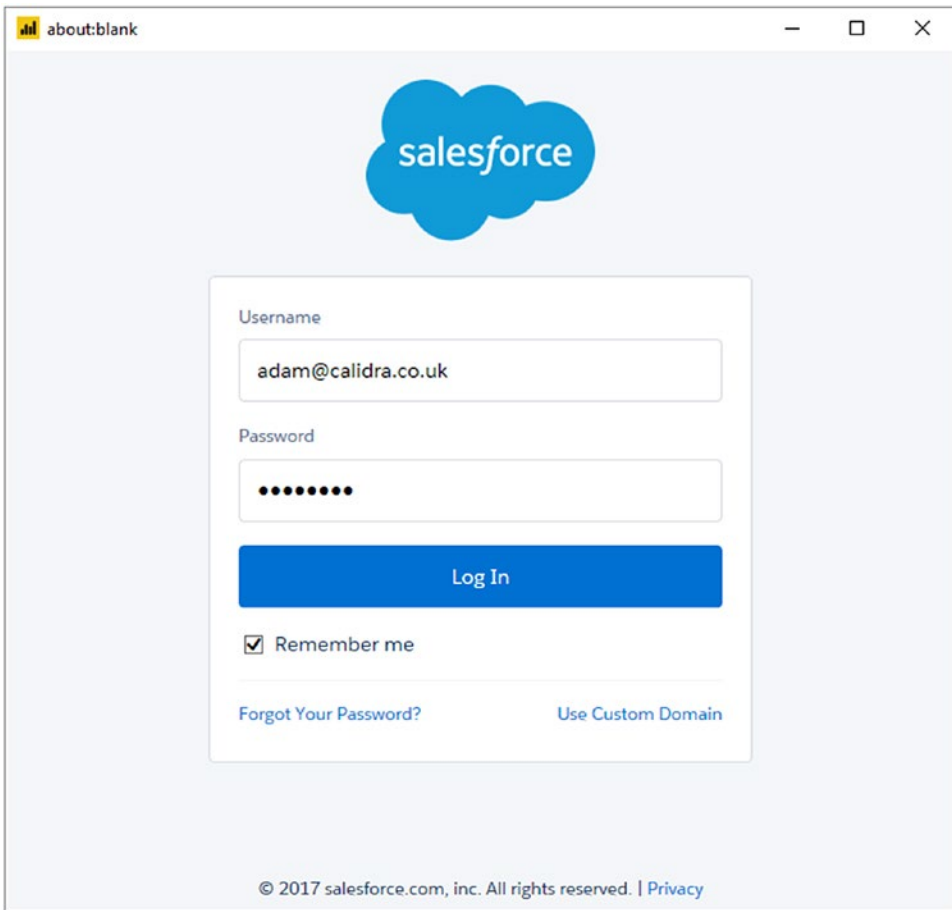 about:blank
salesforce
Username
adam@calidra.co.uk
Password
••••••••
Log In
Remember me
Forgot Your Password? Use Custom Domain
© 2017 salesforce.com, inc. All rights reserved. | Privacy